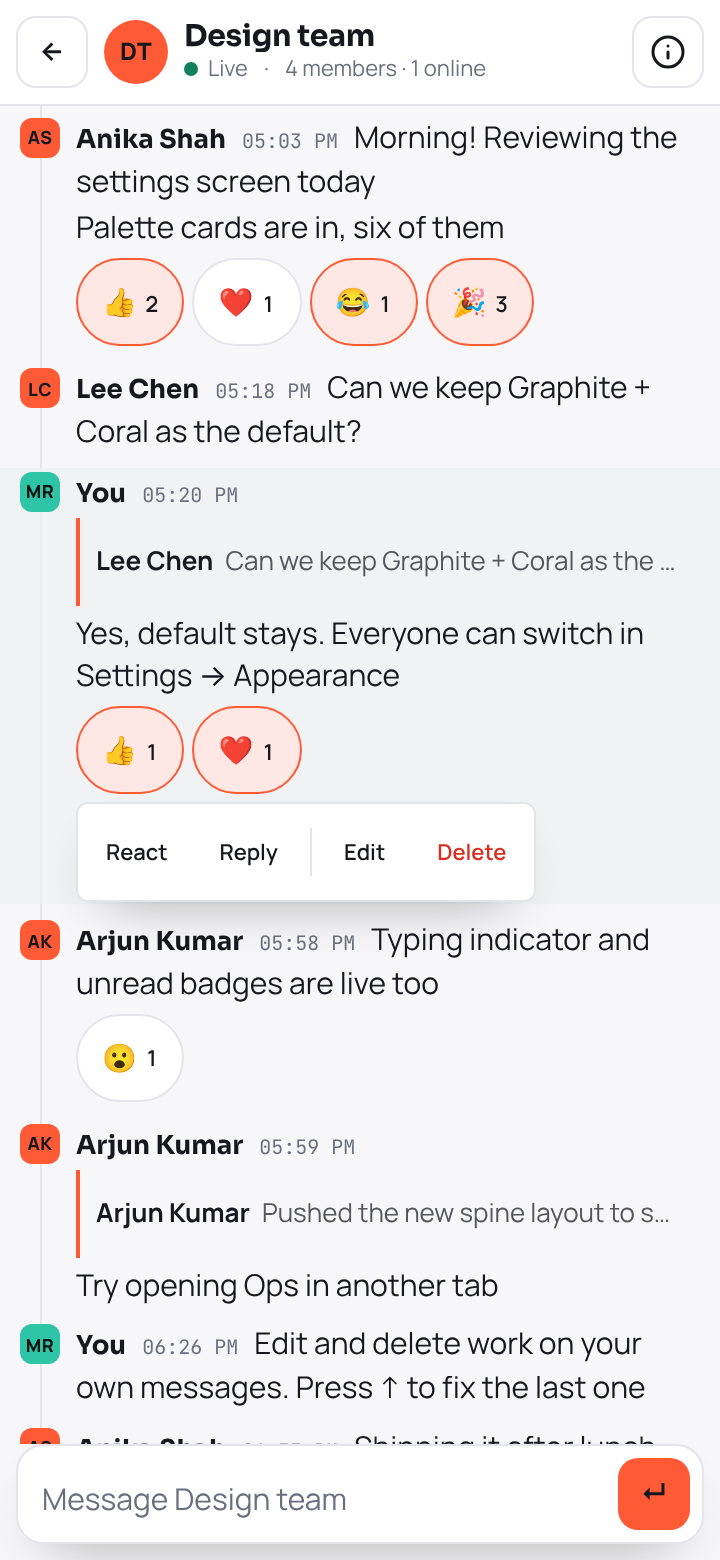 DT
Design team
Live · 4 members · 1 online
AS
Anika Shah 05:03 PM Morning! Reviewing the
settings screen today
Palette cards are in, six of them
👍 2 ❤️ 1 😂 1 🎉 3
LC
Lee Chen 05:18 PM Can we keep Graphite +
Coral as the default?
MR
You 05:20 PM
Lee Chen Can we keep Graphite + Coral as the ...
Yes, default stays. Everyone can switch in
Settings → Appearance
👍 1 ❤️ 1
React Reply Edit Delete
AK
Arjun Kumar 05:58 PM Typing indicator and
unread badges are live too
😮 1
AK
Arjun Kumar 05:59 PM
Arjun Kumar Pushed the new spine layout to s...
Try opening Ops in another tab
MR
You 06:26 PM Edit and delete work on your
own messages. Press ↑ to fix the last one
Anika Shah Shipping it after lunch
Message Design team